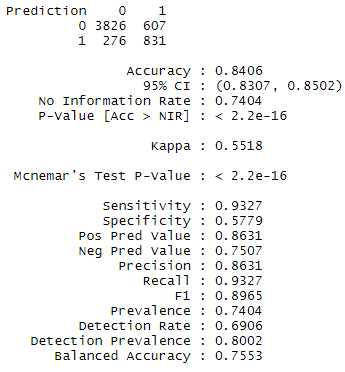 Prediction 0 1
0 3826 607
1 276 831
Accuracy : 0.8406
95% CI : (0.8307, 0.8502)
No Information Rate : 0.7404
P-Value [Acc > NIR] : < 2.2e-16
Kappa : 0.5518
Mcnemar's Test P-Value : < 2.2e-16
Sensitivity : 0.9327
Specificity : 0.5779
Pos Pred Value : 0.8631
Neg Pred Value : 0.7507
Precision : 0.8631
Recall : 0.9327
F1 : 0.8965
Prevalence : 0.7404
Detection Rate : 0.6906
Detection Prevalence : 0.8002
Balanced Accuracy : 0.7553